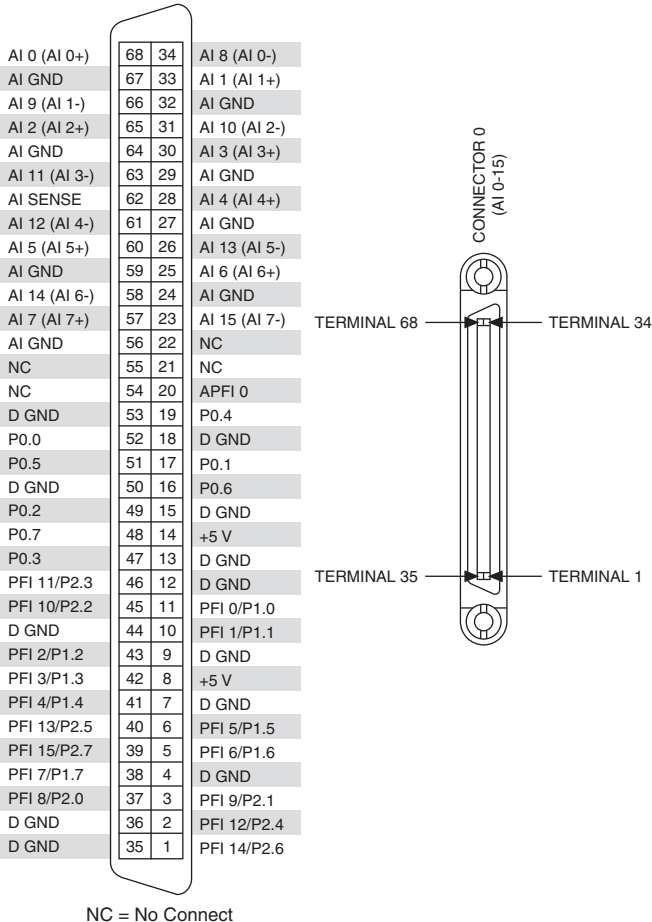 AI 0 (AI 0+) 68 34 AI 8 (AI 0-)
AI GND 67 33 AI 1 (AI 1+)
AI 9 (AI 1-) 66 32 AI GND
AI 2 (AI 2+) 65 31 AI 10 (AI 2-)
AI GND 64 30 AI 3 (AI 3+)
AI 11 (AI 3-) 63 29 AI GND
AI SENSE 62 28 AI 4 (AI 4+)
AI 12 (AI 4-) 61 27 AI GND
AI 5 (AI 5+) 60 26 AI 13 (AI 5-)
AI GND 59 25 AI 6 (AI 6+)
AI 14 (AI 6-) 58 24 AI GND
AI 7 (AI 7+) 57 23 AI 15 (AI 7-)
AI GND 56 22 NC
NC 55 21 NC
NC 54 20 APFI 0
D GND 53 19 P0.4
P0.0 52 18 D GND
P0.5 51 17 P0.1
D GND 50 16 P0.6
P0.2 49 15 D GND
P0.7 48 14 +5 V
P0.3 47 13 D GND
PFI 11/P2.3 46 12 D GND
PFI 10/P2.2 45 11 PFI 0/P1.0
D GND 44 10 PFI 1/P1.1
PFI 2/P1.2 43 9 D GND
PFI 3/P1.3 42 8 +5 V
PFI 4/P1.4 41 7 D GND
PFI 13/P2.5 40 6 PFI 5/P1.5
PFI 15/P2.7 39 5 PFI 6/P1.6
PFI 7/P1.7 38 4 D GND
PFI 8/P2.0 37 3 PFI 9/P2.1
D GND 36 2 PFI 12/P2.4
D GND 35 1 PFI 14/P2.6
NC = No Connect
CONNECTOR 0
(AI 0-15)
TERMINAL 68
TERMINAL 34
TERMINAL 35
TERMINAL 1